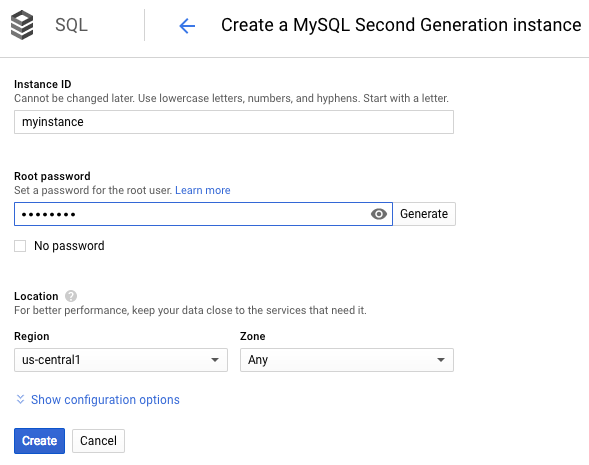 SQL
Create a MySQL Second Generation instance
Instance ID
Cannot be changed later. Use lowercase letters, numbers, and hyphens. Start with a letter.
myinstance
Root password
Set a password for the root user. Learn more
•••••••• Generate
No password
Location ?
For better performance, keep your data close to the services that need it.
Region Zone
us-central1 Any
Show configuration options
Create Cancel